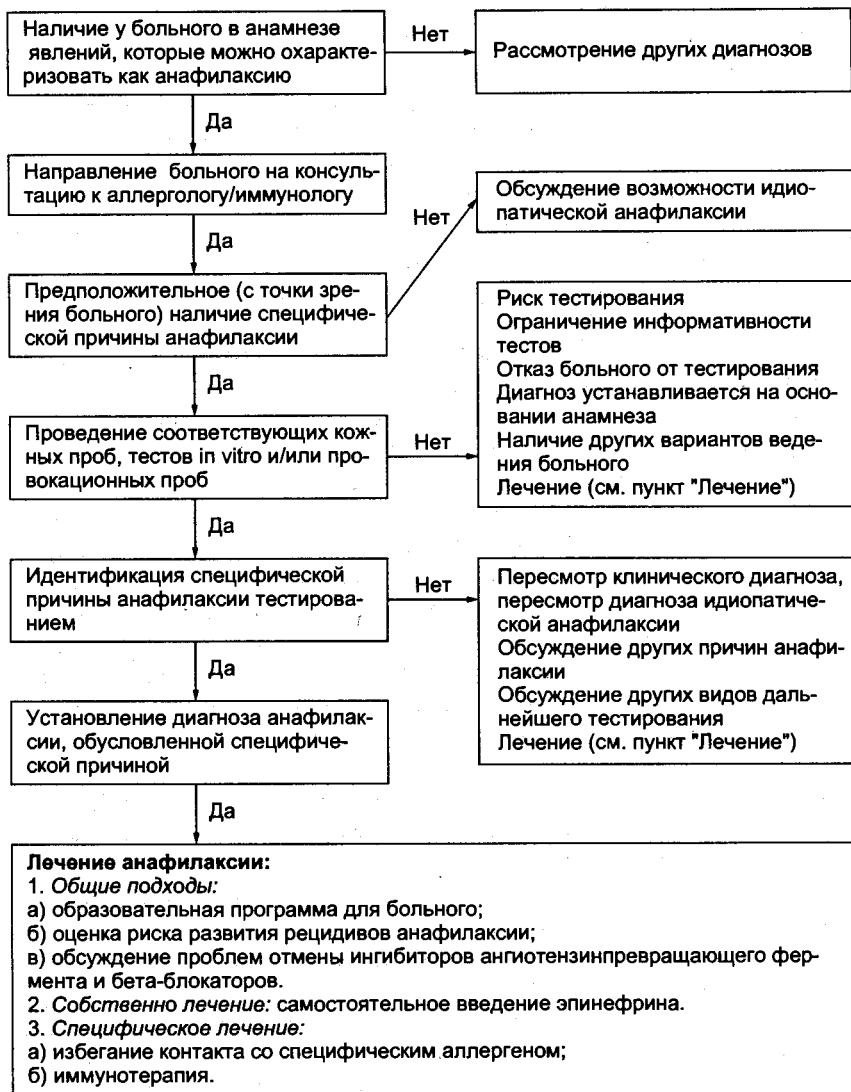 Наличие у больного в анамнезе
явлений, которые можно охаракте-
ризовать как анафилаксию
Нет
Рассмотрение других диагнозов
Да
Направление больного на консуль-
тацию к аллергологу/иммунологу
Обсуждение возможности идио-
патической анафилаксии
Нет
Да
Предположительное (с точки зре-
ния больного) наличие специфиче-
ской причины анафилаксии
Риск тестирования
Ограничение информативности
тестов
Отказ больного от тестирования
Диагноз устанавливается на осно-
вании анамнеза
Наличие других вариантов веде-
ния больного
Лечение (см. пункт "Лечение")
Да
Проведение соответствующих кож-
ных проб, тестов in vitro и/или про-
вокационных проб
Нет
Да
Идентификация специфической
причины анафилаксии тестирова-
нием
Нет
Пересмотр клинического диагноза,
пересмотр диагноза идиопатиче-
ской анафилаксии
Обсуждение других причин анафи-
лаксии
Обсуждение других видов даль-
нейшего тестирования
Лечение (см. пункт "Лечение")
Да
Установление диагноза анафилак-
сии, обусловленной специфиче-
ской причиной
Да
Лечение анафилаксии:
1. Общие подходы:
а) образовательная программа для больного;
б) оценка риска развития рецидивов анафилаксии;
в) обсуждение проблем отмены ингибиторов ангиотензинпревращающего фер-
мента и бета-блокаторов.
2. Собственно лечение: самостоятельное введение эпинефрина.
3. Специфическое лечение:
а) избегание контакта со специфическим аллергеном;
б) иммунотерапия.